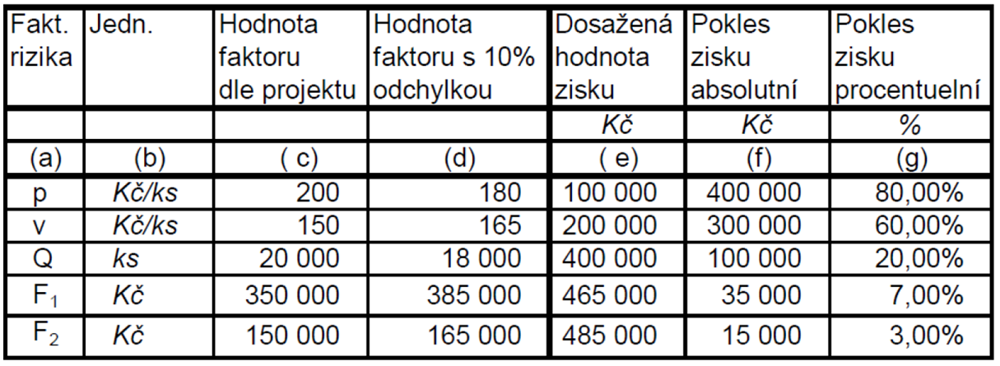 Fakt. Jedn. Hodnota Hodnota Dosažená Pokles Pokles
rizika faktoru faktoru s 10% hodnota zisku zisku
dle projektu odchylkou zisku absolutní procentuelní
Kč Kč %
(a) (b) ( c) (d) ( e) (f) (g)
p Kč/ks 200 180 100 000 400 000 80,00%
v Kč/ks 150 165 200 000 300 000 60,00%
Q ks 20 000 18 000 400 000 100 000 20,00%
F1 Kč 350 000 385 000 465 000 35 000 7,00%
F2 Kč 150 000 165 000 485 000 15 000 3,00%